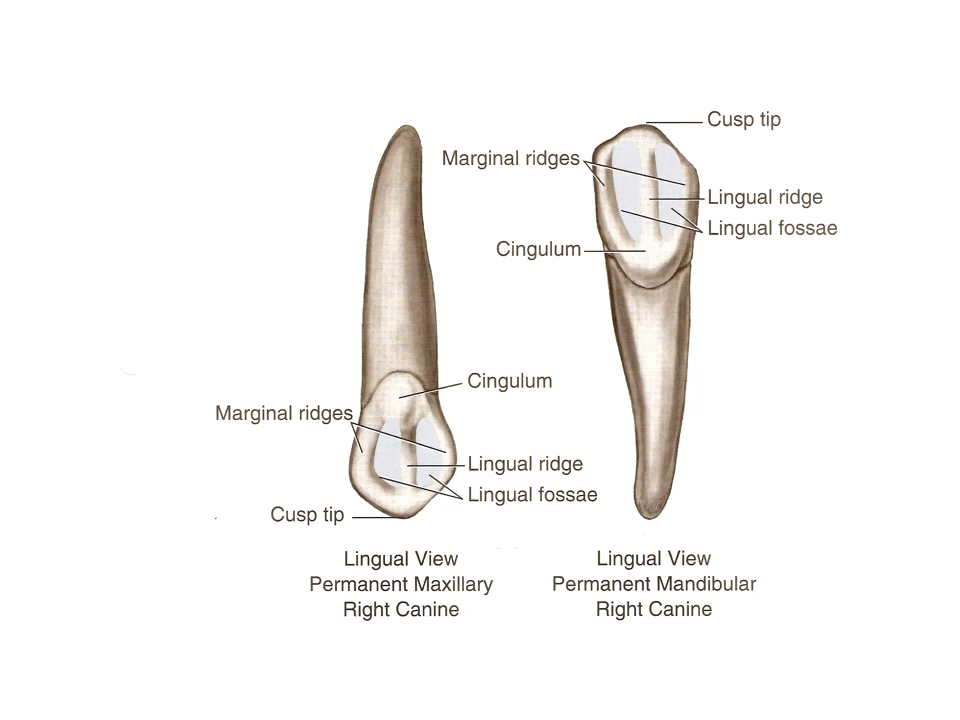 Cusp tip
Marginal ridges
Lingual ridge
Lingual fossae
Cingulum
Cingulum
Marginal ridges
Lingual ridge
Lingual fossae
Cusp tip
Lingual View
Permanent Maxillary
Right Canine
Lingual View
Permanent Mandibular
Right Canine